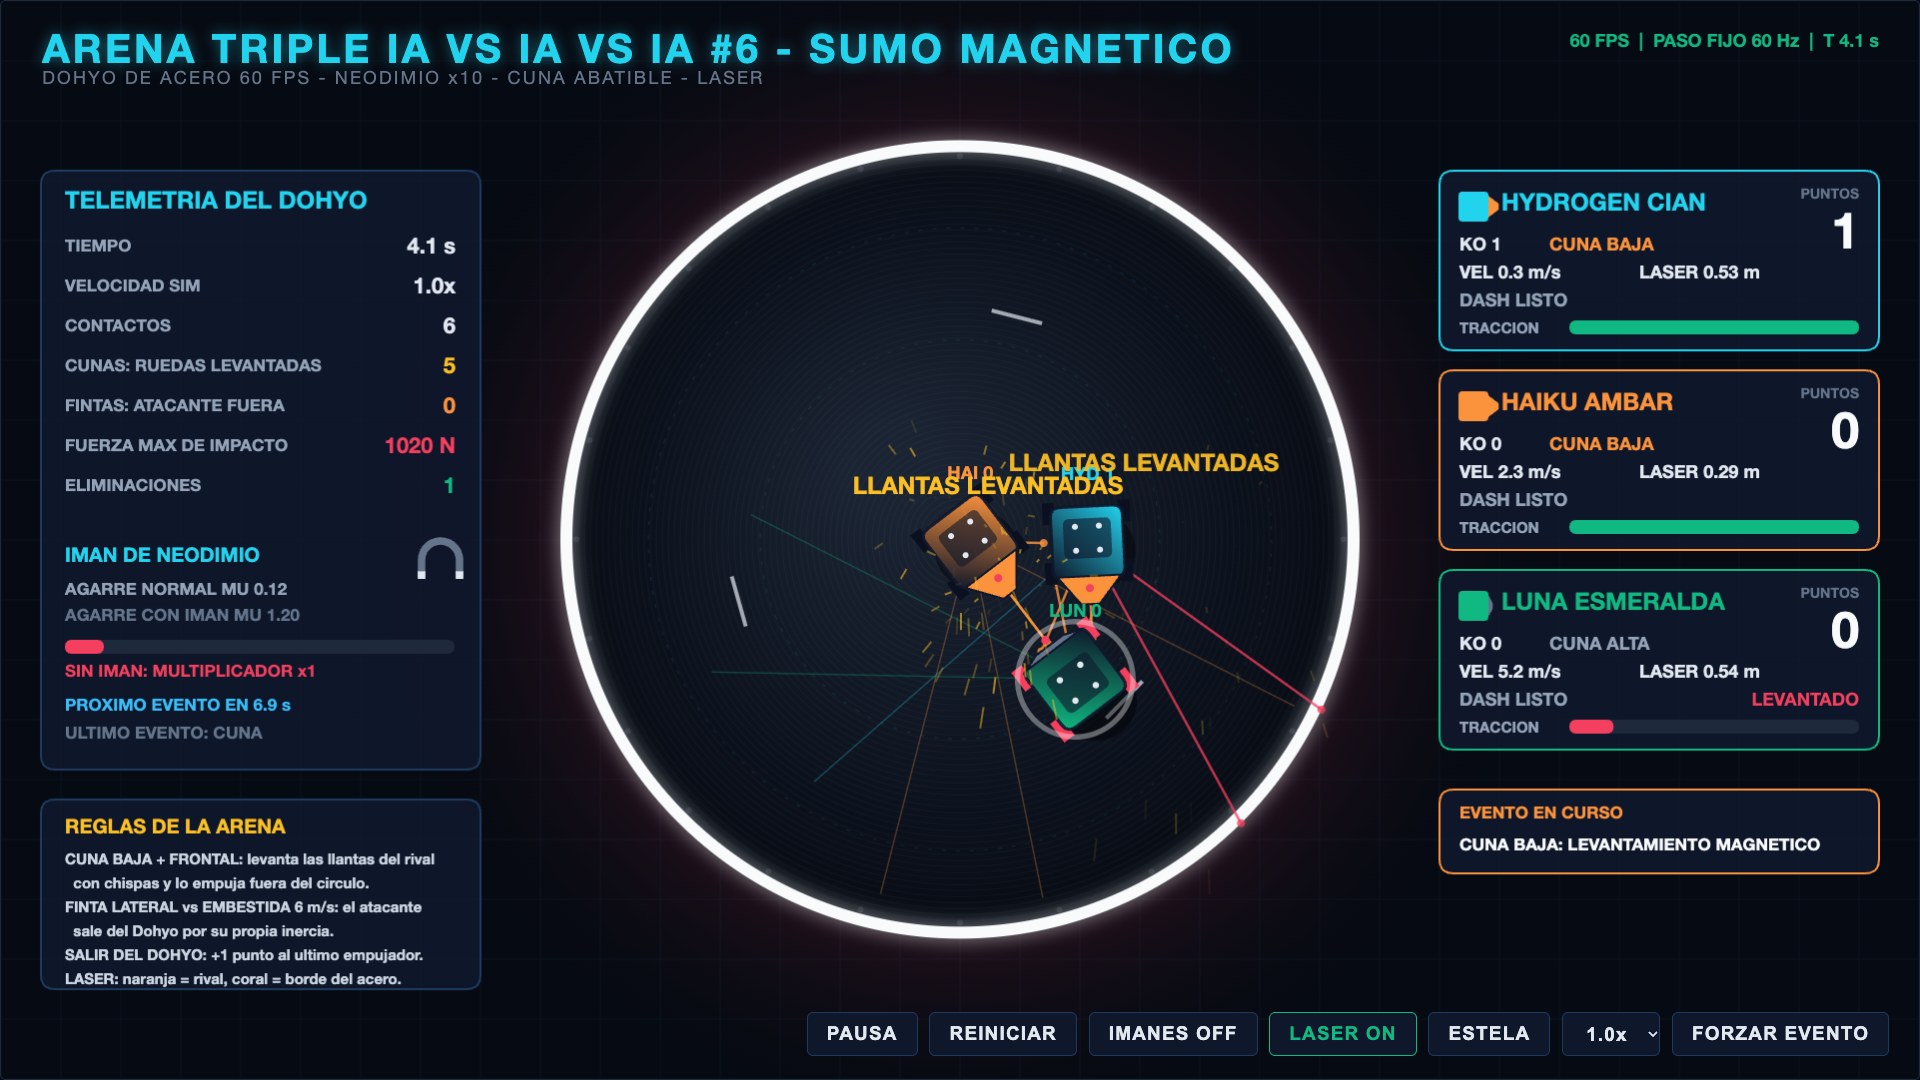 ARENA TRIPLE IA VS IA VS IA #6 - SUMO MAGNETICO
DOHYO DE ACERO 60 FPS - NEODIMIO x10 - CUNA ABATIBLE - LASER
60 FPS | PASO FIJO 60 Hz | T 4.1 s
TELEMETRIA DEL DOHYO
TIEMPO 4.1 s
VELOCIDAD SIM 1.0x
CONTACTOS 6
CUNAS: RUEDAS LEVANTADAS 5
FINTAS: ATACANTE FUERA 0
FUERZA MAX DE IMPACTO 1020 N
ELIMINACIONES 1
IMAN DE NEODIMIO
AGARRE NORMAL MU 0.12
AGARRE CON IMAN MU 1.20
SIN IMAN: MULTIPLICADOR x1
PROXIMO EVENTO EN 6.9 s
ULTIMO EVENTO: CUNA
REGLAS DE LA ARENA
CUNA BAJA + FRONTAL: levanta las llantas del rival
con chispas y lo empuja fuera del circulo.
FINTA LATERAL vs EMBESTIDA 6 m/s: el atacante
sale del Dohyo por su propia inercia.
SALIR DEL DOHYO: +1 punto al ultimo empujador.
LASER: naranja = rival, coral = borde del acero.
LLANTAS LEVANTADAS
HAI 0
HYD 1
LLANTAS LEVANTADAS
LUN 0
HYDROGEN CIAN PUNTOS
1
KO 1 CUNA BAJA
VEL 0.3 m/s LASER 0.53 m
DASH LISTO
TRACCION
HAIKU AMBAR PUNTOS
0
KO 0 CUNA BAJA
VEL 2.3 m/s LASER 0.29 m
DASH LISTO
TRACCION
LUNA ESMERALDA PUNTOS
0
KO 0 CUNA ALTA
VEL 5.2 m/s LASER 0.54 m
DASH LISTO LEVANTADO
TRACCION
EVENTO EN CURSO
CUNA BAJA: LEVANTAMIENTO MAGNETICO
PAUSA REINICIAR IMANES OFF LASER ON ESTELA 1.0x FORZAR EVENTO